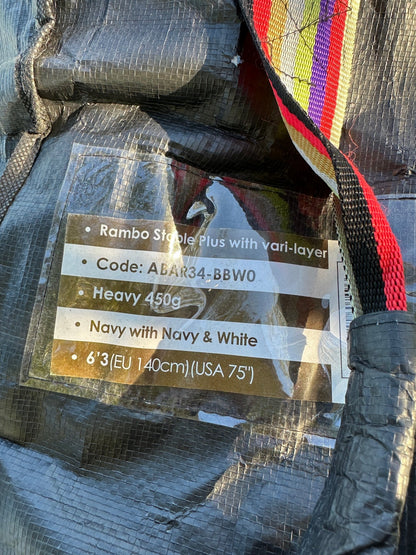 • Rambo Stable Plus with vari-layer
• Code: ABAR34-BBW0
• Heavy 450g
• Navy with Navy & White
• 6'3(EU 140cm)(USA 75")